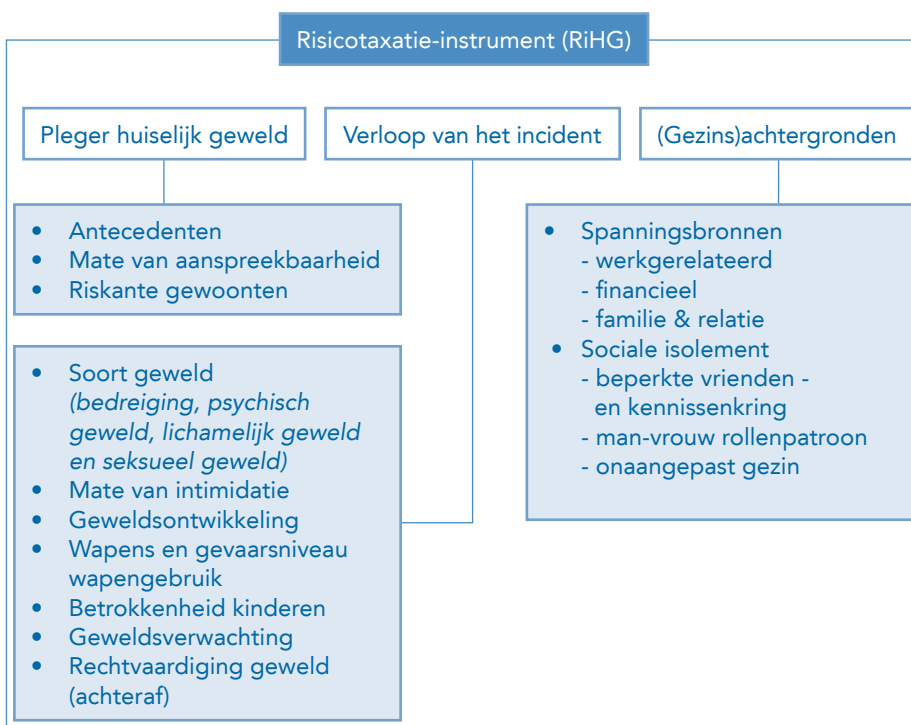 Risicotaxatie-instrument (RiHG)
Pleger huiselijk geweld
Verloop van het incident
(Gezins)achtergronden
• Antecedenten
• Mate van aanspreekbaarheid
• Riskante gewoonten
• Soort geweld
(bedreiging, psychisch
geweld, lichamelijk geweld
en seksueel geweld)
• Mate van intimidatie
• Geweldsontwikkeling
• Wapens en gevaarsniveau
wapengebruik
• Betrokkenheid kinderen
• Geweldsverwachting
• Rechtvaardiging geweld
(achteraf)
• Spanningsbronnen
- werkgerelateerd
- financieel
- familie & relatie
• Sociale isolement
- beperkte vrienden -
en kennissenkring
- man-vrouw rollenpatroon
- onaangepast gezin